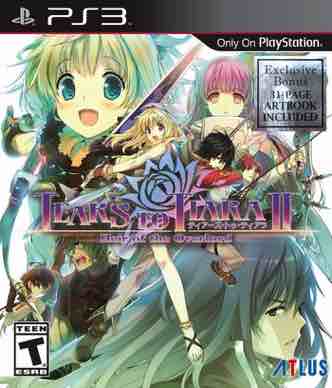 PS3
Only On PlayStation®
Exclusive
Bonus
31-PAGE
ARTBOOK
INCLUDED
TEARS TO TIARA II
ティアーズ・トゥ・ティアラ
Heir of the Overlord
TEEN
T
ESRB
ATLUS